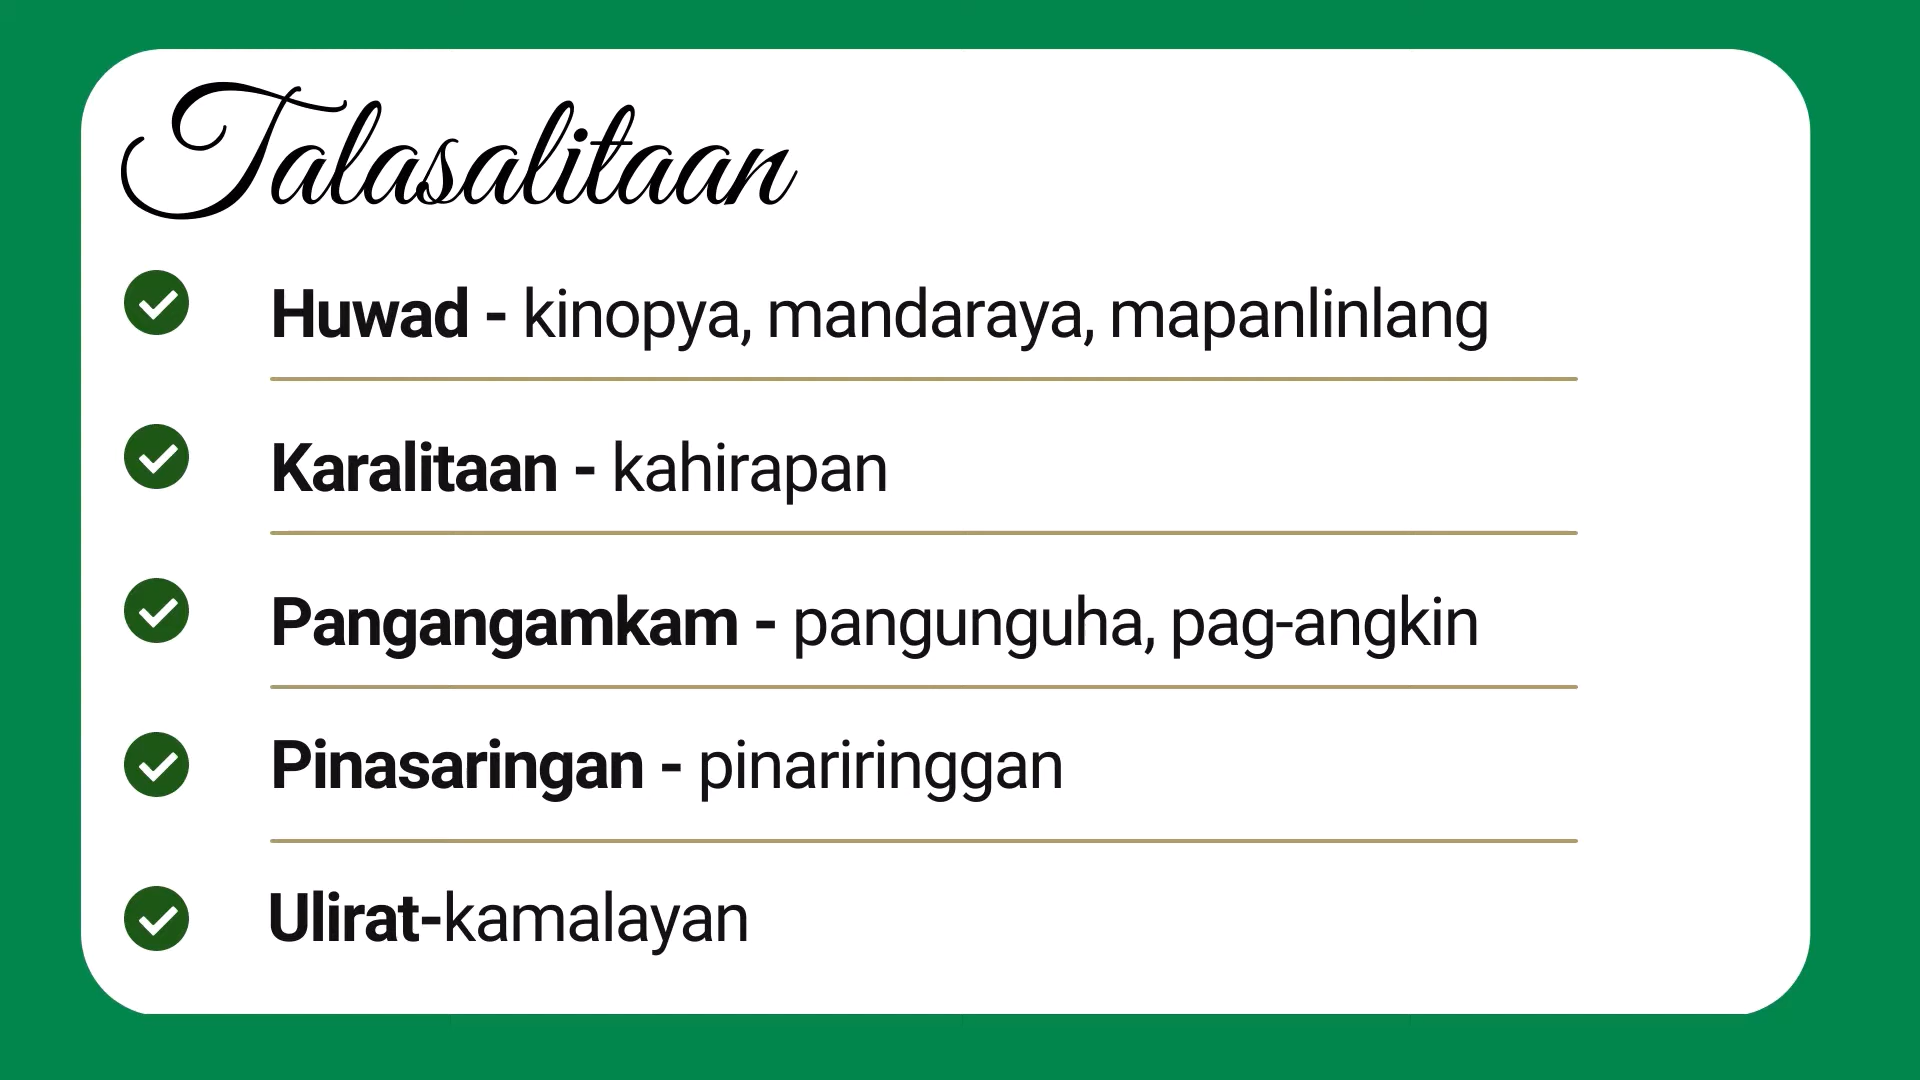 Talasalitaan
Huwad - kinopya, mandaraya, mapanlinlang
Karalitaan - kahirapan
Pangangamkam - pangunguha, pag-angkin
Pinasaringan - pinariringgan
Ulirat-kamalayan